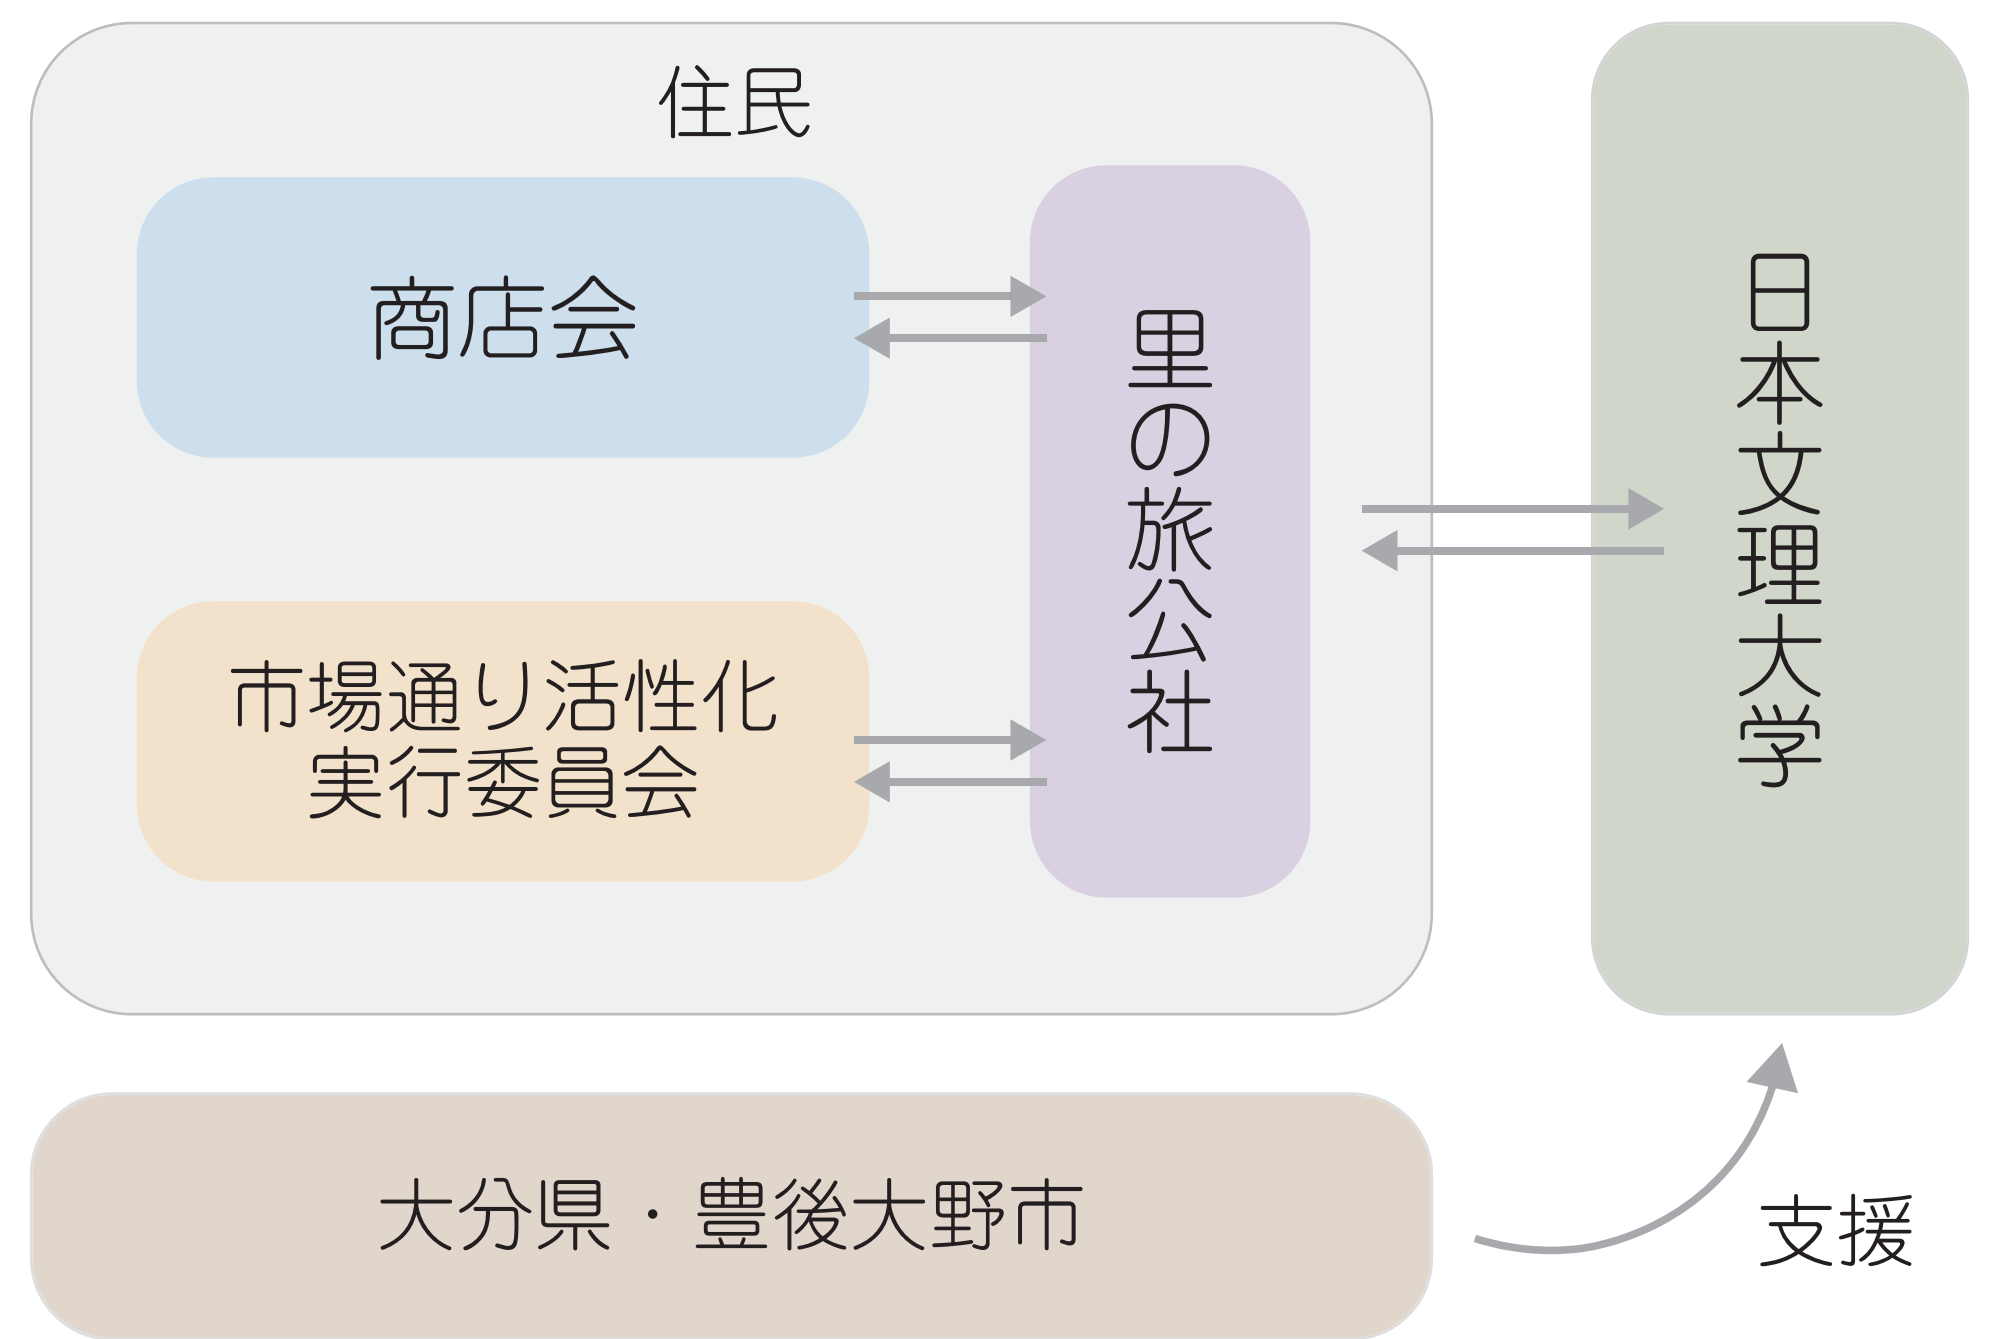 住民
商店会
里の旅公社
市場通り活性化
実行委員会
日本文理大学
大分県・豊後大野市
支援